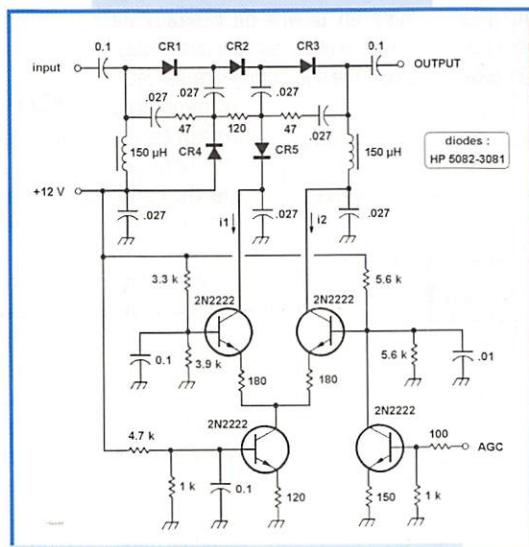 0.1 CR1 CR2 CR3 0.1
input OUTPUT
.027 .027
.027 .027
47 120 47
150 µH CR4 CR5 150 µH
diodes :
HP 5082-3081
+12 V
.027 .027 .027
i1 i2
3.3 k 5.6 k
2N2222 2N2222
0.1 3.9 k 5.6 k .01
180 180
2N2222 2N2222
4.7 k 100 AGC
1 k 0.1 120 150 1 k